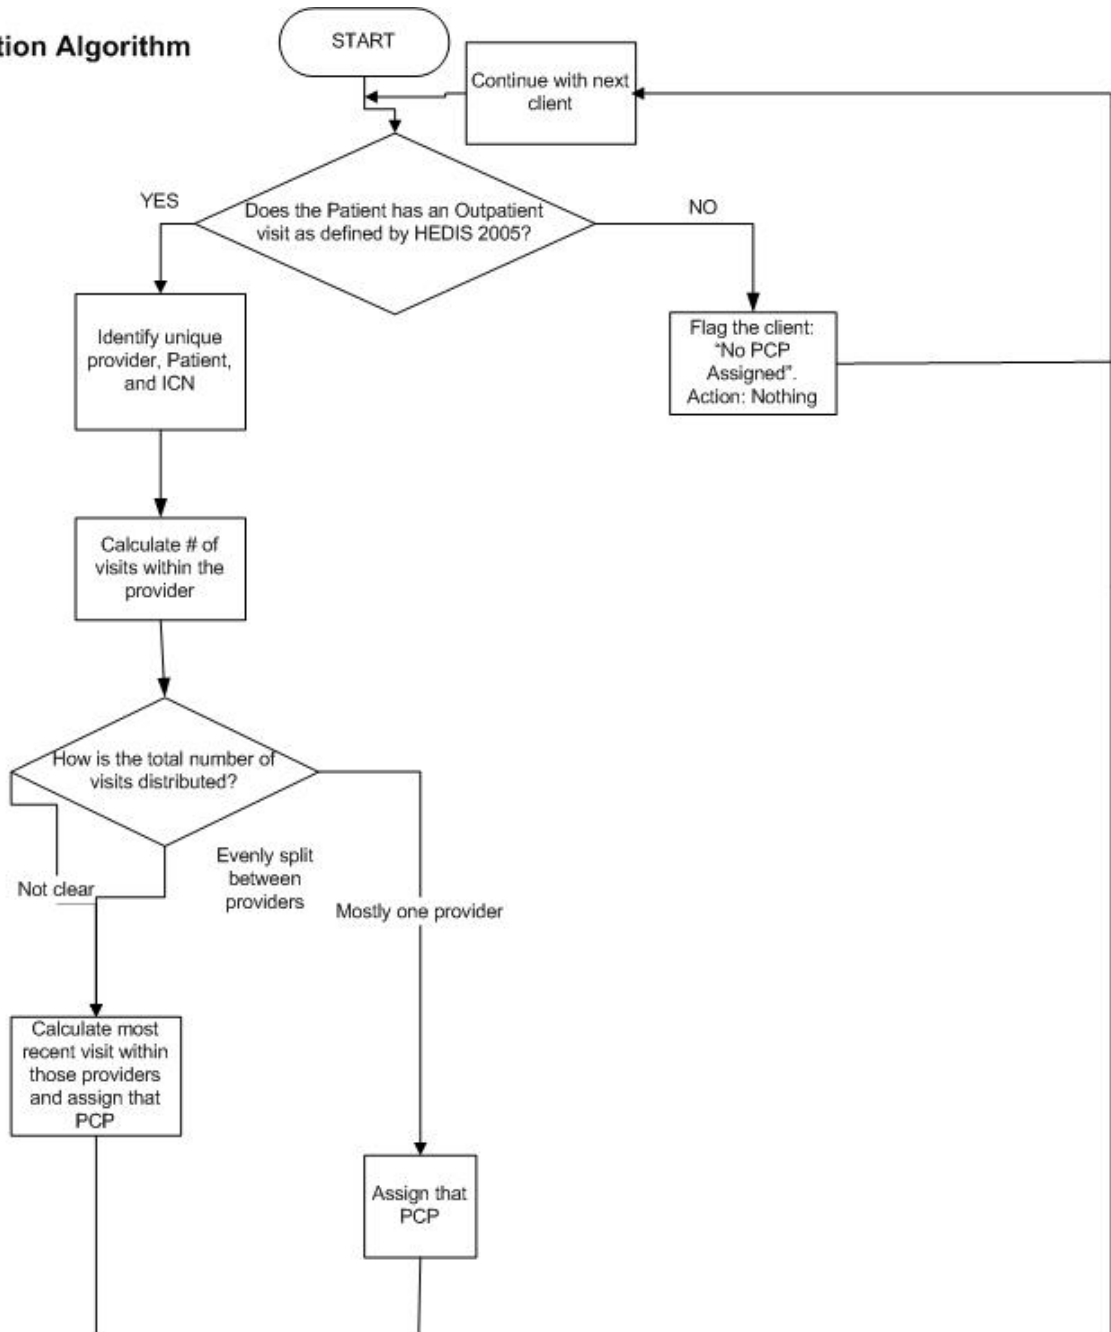 tion Algorithm
START
Continue with next
client
YES
Does the Patient has an Outpatient
visit as defined by HEDIS 2005?
NO
Identify unique
provider, Patient,
and ICN
Flag the client:
“No PCP
Assigned”.
Action: Nothing
Calculate # of
visits within the
provider
How is the total number of
visits distributed?
Not clear
Evenly split
between
providers
Mostly one provider
Calculate most
recent visit within
those providers
and assign that
PCP
Assign that
PCP